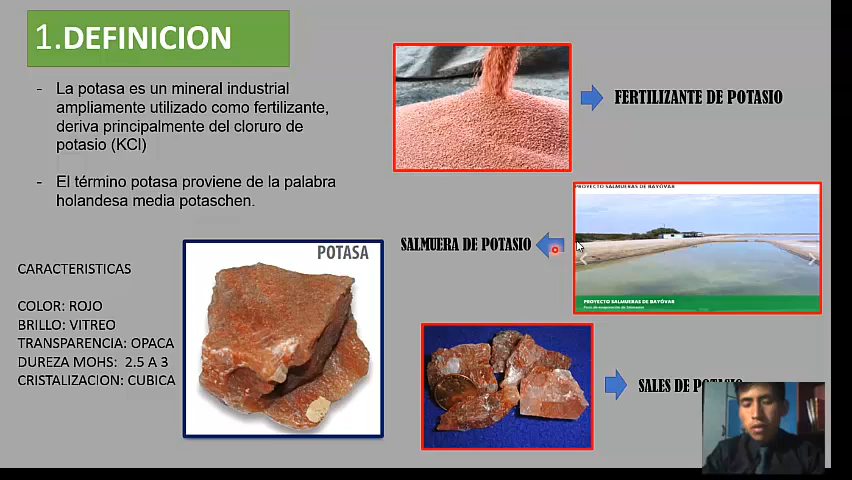 1.DEFINICION
- La potasa es un mineral industrial
ampliamente utilizado como fertilizante,
deriva principalmente del cloruro de
potasio (KCl)
- El término potasa proviene de la palabra
holandesa media potaschen.
CARACTERISTICAS
COLOR: ROJO
BRILLO: VITREO
TRANSPARENCIA: OPACA
DUREZA MOHS: 2.5 A 3
CRISTALIZACION: CUBICA
POTASA
FERTILIZANTE DE POTASIO
PROYECTO SALMUERAS DE BAYÓVAR
SALMUERA DE POTASIO
PROYECTO SALMUERAS DE BAYÓVAR
SALES DE POTASIO